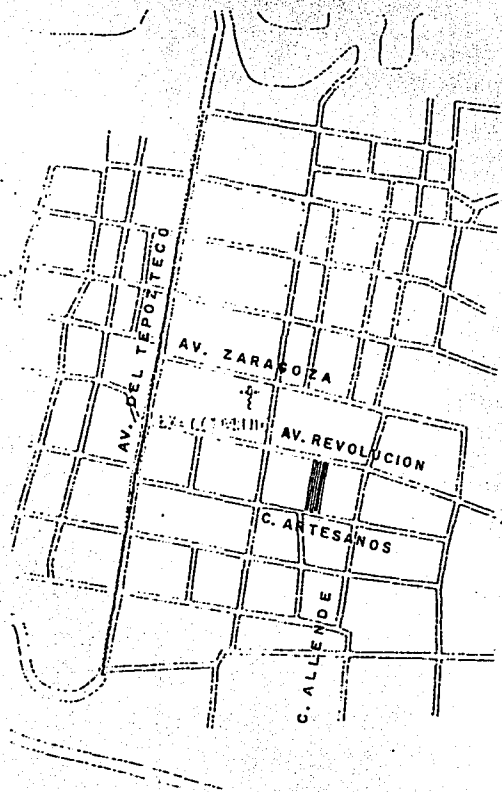 AV. DEL TEPOZTECO
AV. ZARAGOZA
AV. REVOLUCION
C. ARTESANOS
C. ALLENDE